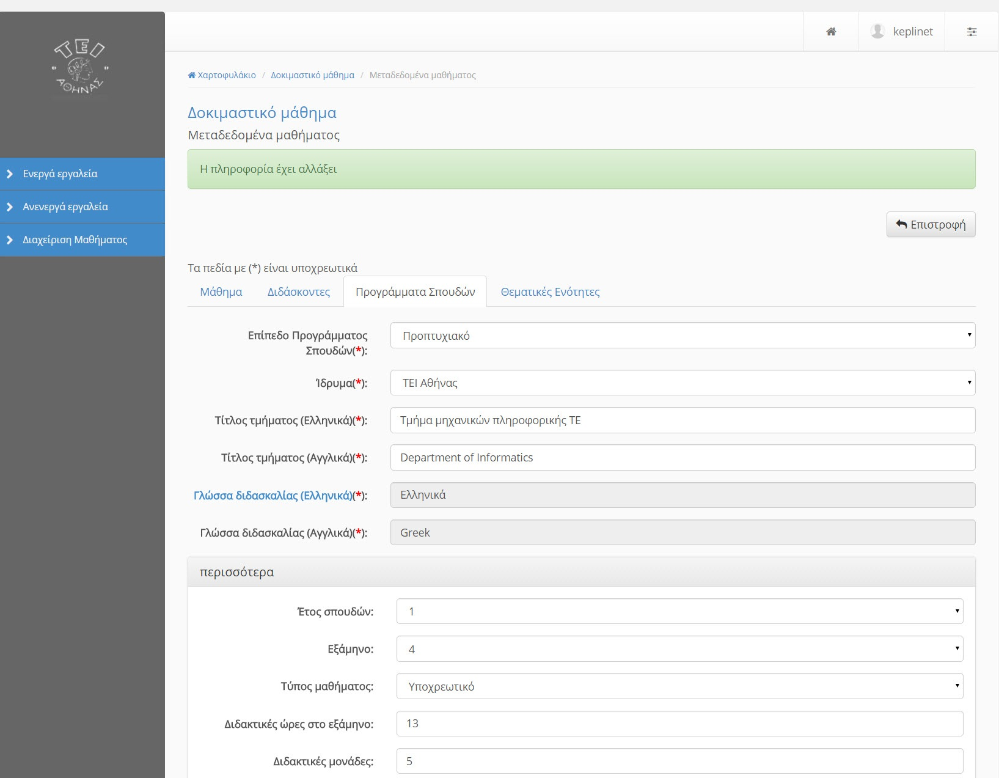 ΤΕΙ
ΑΘΗΝΑΣ
keplinet
Χαρτοφυλάκιο / Δοκιμαστικό μάθημα / Μεταδεδομένα μαθήματος
Δοκιμαστικό μάθημα
Μεταδεδομένα μαθήματος
Η πληροφορία έχει αλλάξει
Ενεργά εργαλεία
Ανενεργά εργαλεία
Διαχείριση Μαθήματος
Επιστροφή
Τα πεδία με (*) είναι υποχρεωτικά
Μάθημα Διδάσκοντες Προγράμματα Σπουδών Θεματικές Ενότητες
Επίπεδο Προγράμματος
Σπουδών(*):
Προπτυχιακό
Ίδρυμα(*): ΤΕΙ Αθήνας
Τίτλος τμήματος (Ελληνικά)(*): Τμήμα μηχανικών πληροφορικής ΤΕ
Τίτλος τμήματος (Αγγλικά)(*): Department of Informatics
Γλώσσα διδασκαλίας (Ελληνικά)(*): Ελληνικά
Γλώσσα διδασκαλίας (Αγγλικά)(*): Greek
περισσότερα
Έτος σπουδών: 1
Εξάμηνο: 4
Τύπος μαθήματος: Υποχρεωτικό
Διδακτικές ώρες στο εξάμηνο: 13
Διδακτικές μονάδες: 5